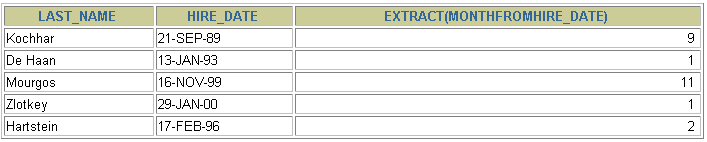 LAST_NAME HIRE_DATE EXTRACT(MONTHFROMHIRE_DATE)
Kochhar 21-SEP-89 9
De Haan 13-JAN-93 1
Mourgos 16-NOV-99 11
Zlotkey 29-JAN-00 1
Hartstein 17-FEB-96 2